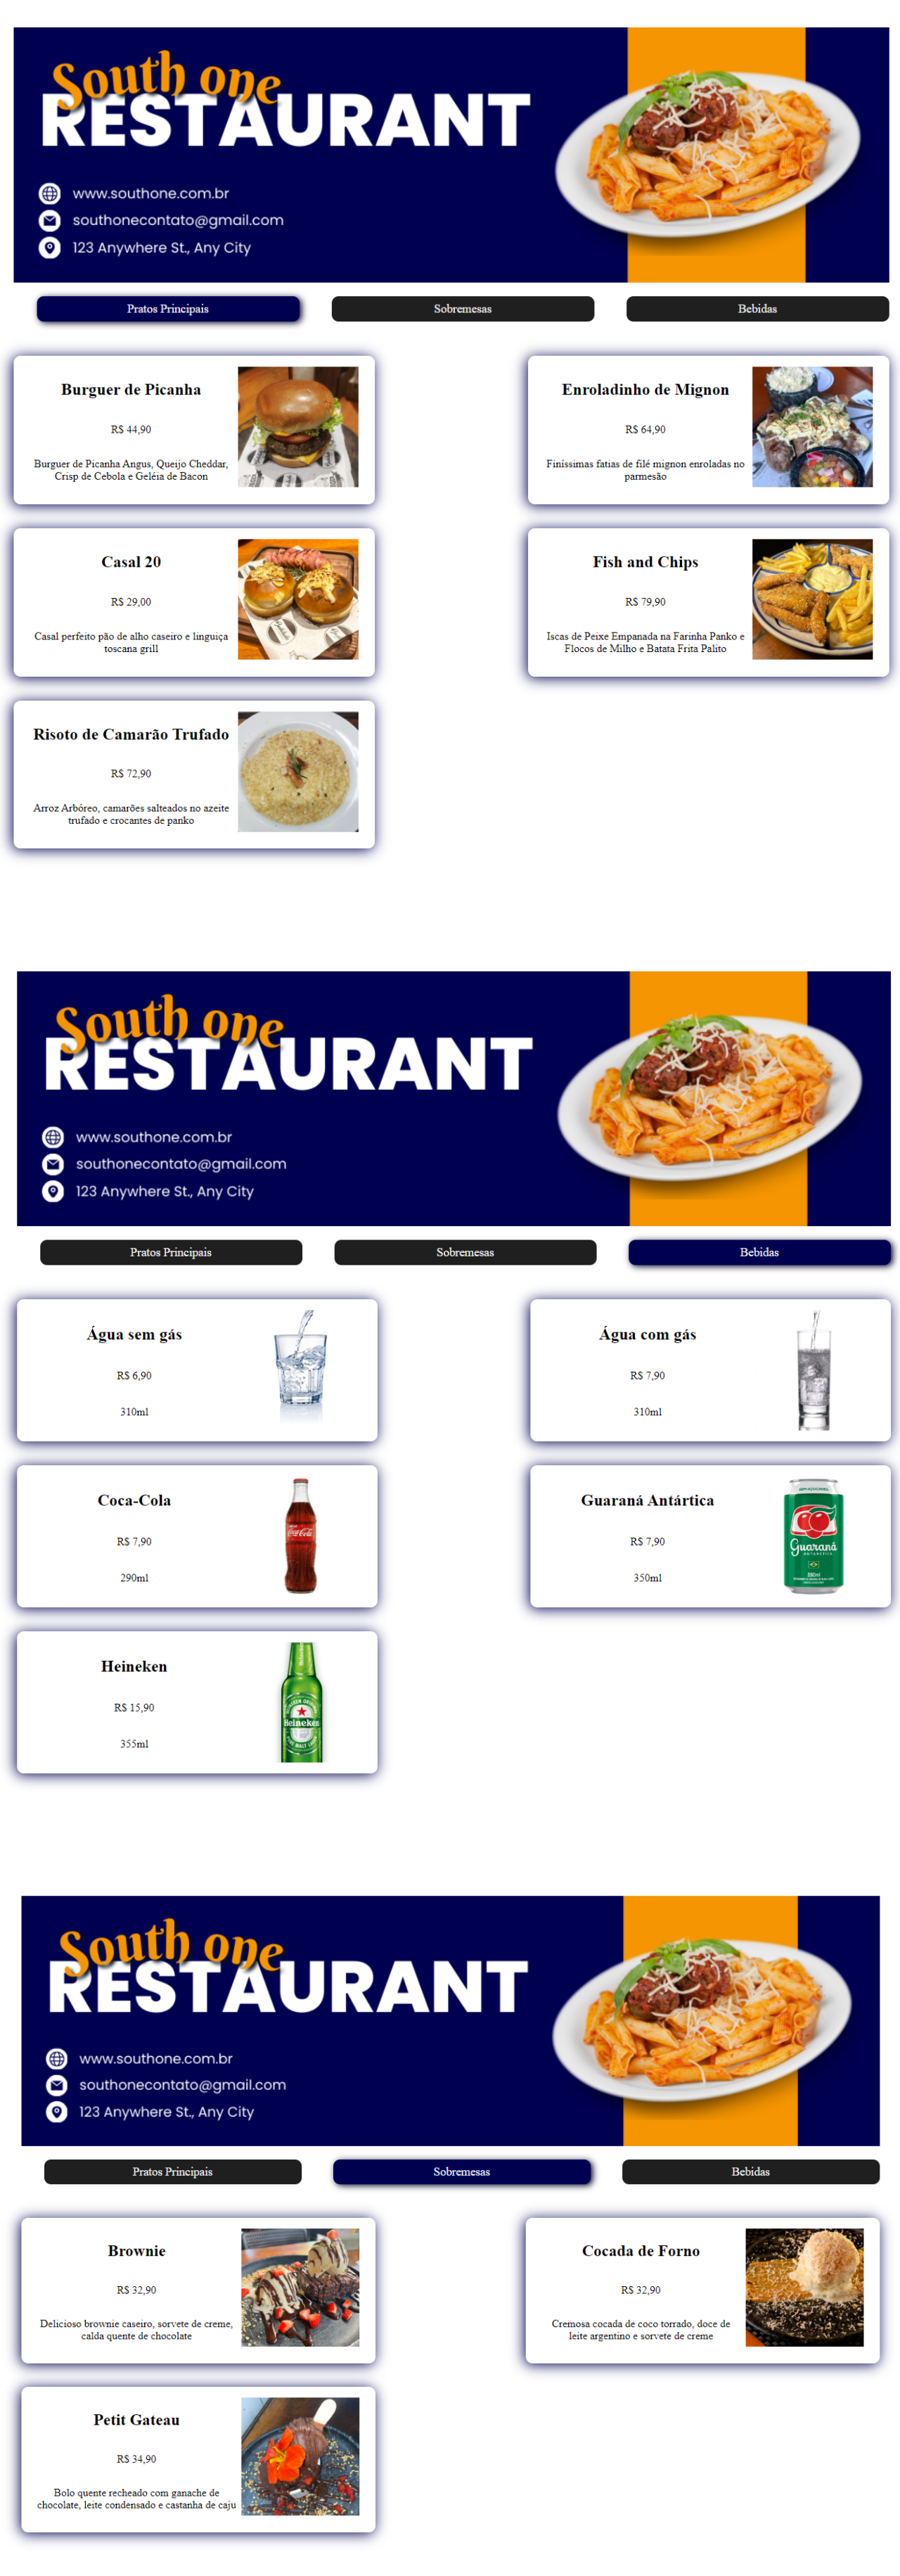 South one
RESTAURANT
www.southone.com.br
southonecontato@gmail.com
123 Anywhere St., Any City
Pratos Principais
Sobremesas
Bebidas
Burguer de Picanha
R$ 44,90
Burguer de Picanha Angus, Queijo Cheddar,
Crisp de Cebola e Geléia de Bacon
Enroladinho de Mignon
R$ 64,90
Finíssimas fatias de filé mignon enroladas no
parmesão
Casal 20
R$ 29,00
Casal perfeito pão de alho caseiro e linguiça
toscana grill
Fish and Chips
R$ 79,90
Iscas de Peixe Empanada na Farinha Panko e
Flocos de Milho e Batata Frita Palito
Risoto de Camarão Trufado
R$ 72,90
Arroz Arbóreo, camarões salteados no azeite
trufado e crocantes de panko
South one
RESTAURANT
www.southone.com.br
southonecontato@gmail.com
123 Anywhere St., Any City
Pratos Principais
Sobremesas
Bebidas
Água sem gás
R$ 6,90
310ml
Água com gás
R$ 7,90
310ml
Coca-Cola
R$ 7,90
290ml
Coca-Cola
Guaraná Antártica
R$ 7,90
350ml
Guaraná
ANTARCTICA
350ml
Heineken
R$ 15,90
355ml
Heineken
South one
RESTAURANT
www.southone.com.br
southonecontato@gmail.com
123 Anywhere St., Any City
Pratos Principais
Sobremesas
Bebidas
Brownie
R$ 32,90
Delicioso brownie caseiro, sorvete de creme,
calda quente de chocolate
Cocada de Forno
R$ 32,90
Cremosa cocada de coco torrado, doce de
leite argentino e sorvete de creme
Petit Gateau
R$ 34,90
Bolo quente recheado com ganache de
chocolate, leite condensado e castanha de caju